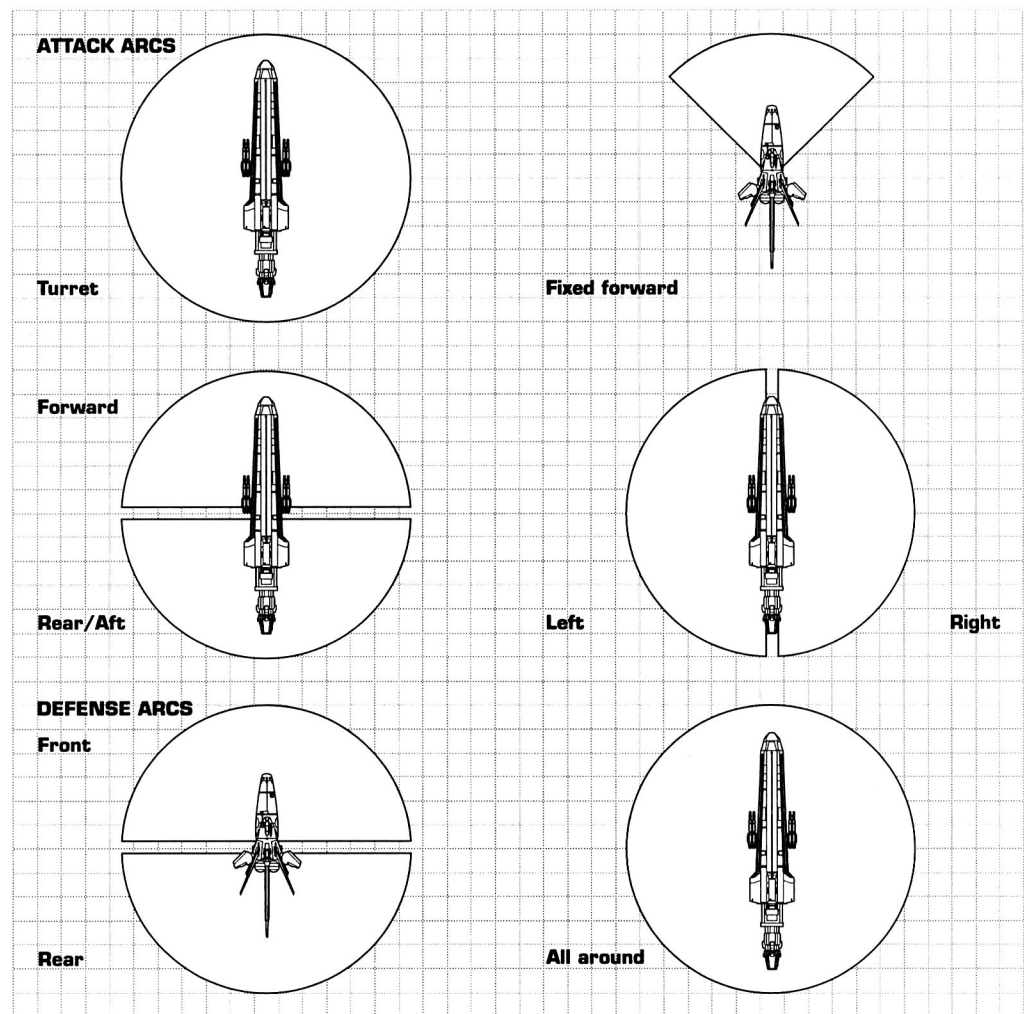 ATTACK ARCS
Turret
Fixed forward
Forward
Rear/Aft
Left
Right
DEFENSE ARCS
Front
Rear
All around